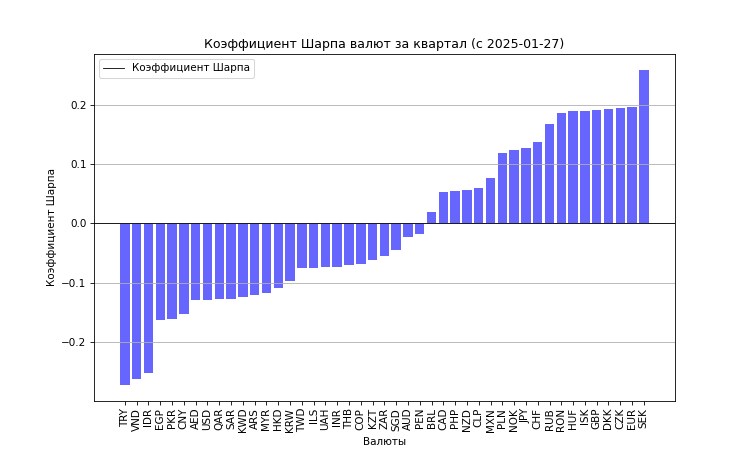 Коэффициент Шарпа валют за квартал (с 2025-01-27)
Коэффициент Шарпа
Коэффициент Шарпа
0.2
0.1
0.0
−0.1
−0.2
TRY
VND
IDR
EGP
PKR
CNY
AED
USD
QAR
SAR
KWD
ARS
MYR
HKD
KRW
TWD
ILS
UAH
INR
THB
COP
KZT
ZAR
SGD
AUD
PEN
BRL
CAD
PHP
NZD
CLP
MXN
PLN
NOK
JPY
CHF
RUB
RON
HUF
ISK
GBP
DKK
CZK
EUR
SEK
Валюты